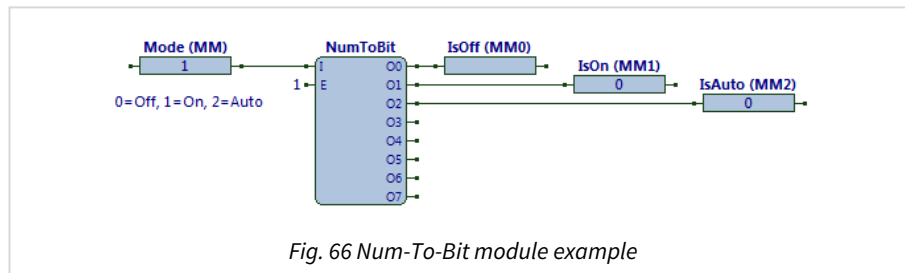 Mode (MM)
NumToBit
IsOff (MM0)
1
I
O0
IsOn (MM1)
1
E
O1
0
IsAuto (MM2)
0=Off, 1=On, 2=Auto
O2
0
O3
O4
O5
O6
O7
Fig. 66 Num-To-Bit module example